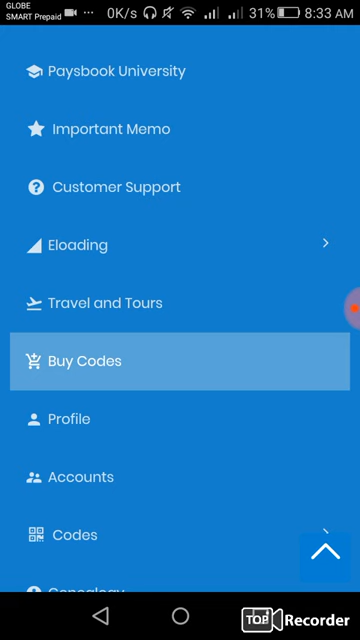 GLOBE
SMART Prepaid ... 0K/s 31% 8:33 AM
Paysbook University
Important Memo
Customer Support
Eloading
Travel and Tours
Buy Codes
Profile
Accounts
Codes
Genealogy
TOP Recorder